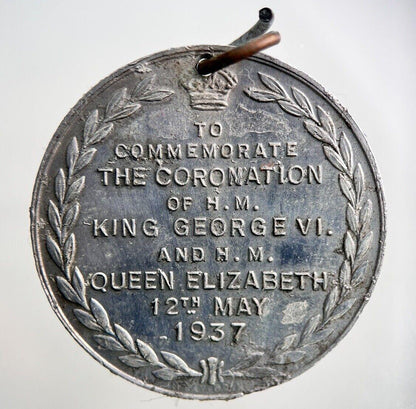 TO
COMMEMORATE
THE CORONATION
OF H.M.
KING GEORGE VI.
AND H.M.
QUEEN ELIZABETH
12TH MAY
1937